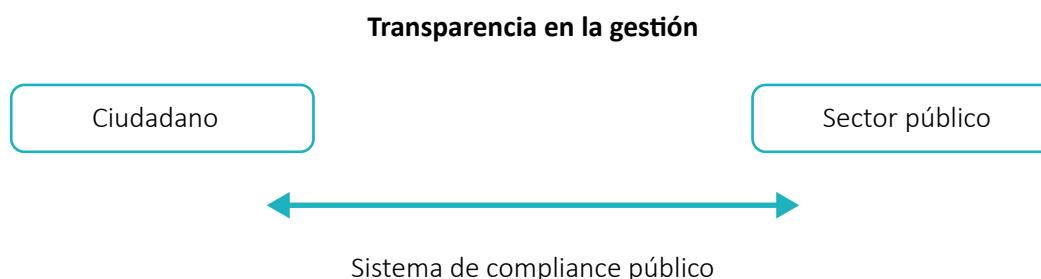 Transparencia en la gestión
Ciudadano
Sector público
Sistema de compliance público